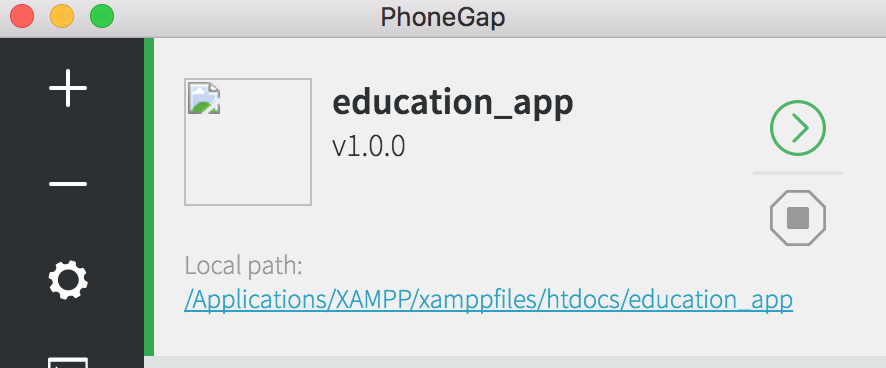 PhoneGap
education_app
v1.0.0
Local path:
/Applications/XAMPP/xamppfiles/htdocs/education_app